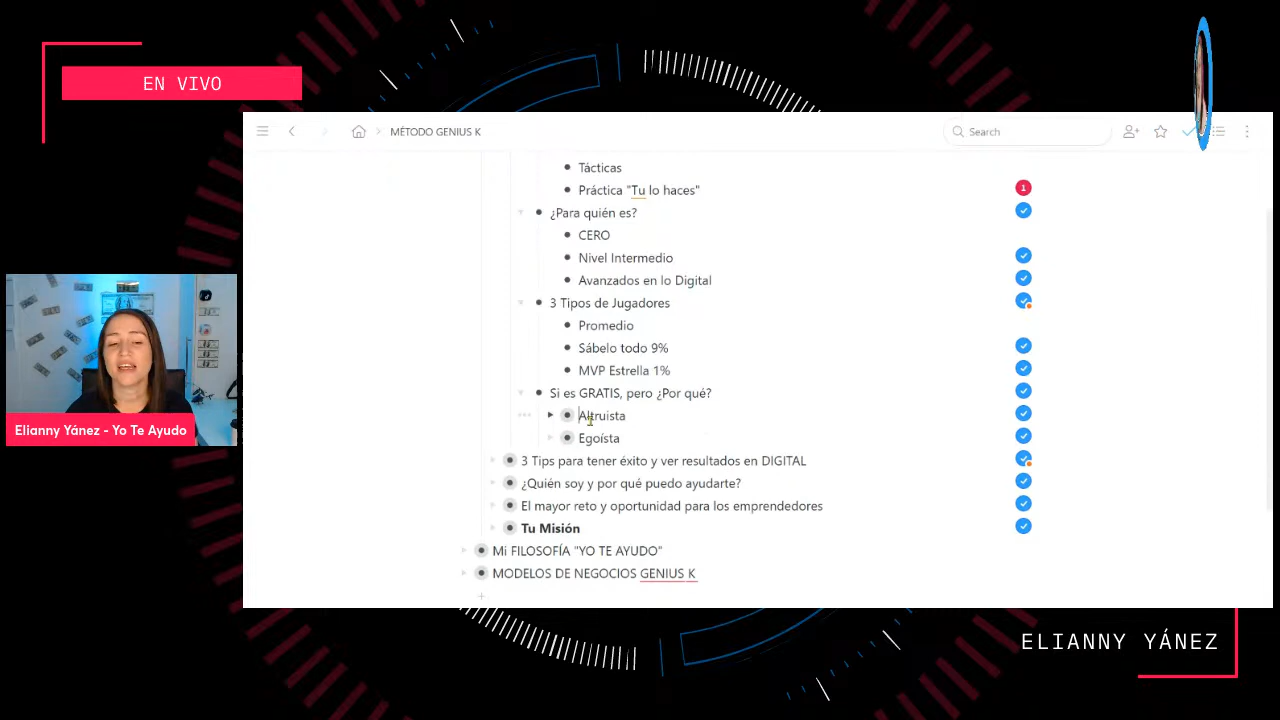 EN VIVO
MÉTODO GENIUS K
Search
Tácticas
Práctica "Tu lo haces"
1
¿Para quién es?
CERO
Nivel Intermedio
Avanzados en lo Digital
3 Tipos de Jugadores
Promedio
Sábelo todo 9%
MVP Estrella 1%
Si es GRATIS, pero ¿Por qué?
Altruista
Egoísta
3 Tips para tener éxito y ver resultados en DIGITAL
¿Quién soy y por qué puedo ayudarte?
El mayor reto y oportunidad para los emprendedores
Tu Misión
Mi FILOSOFÍA "YO TE AYUDO"
MODELOS DE NEGOCIOS GENIUS K
Elianny Yánez - Yo Te Ayudo
ELIANNY YÁNEZ